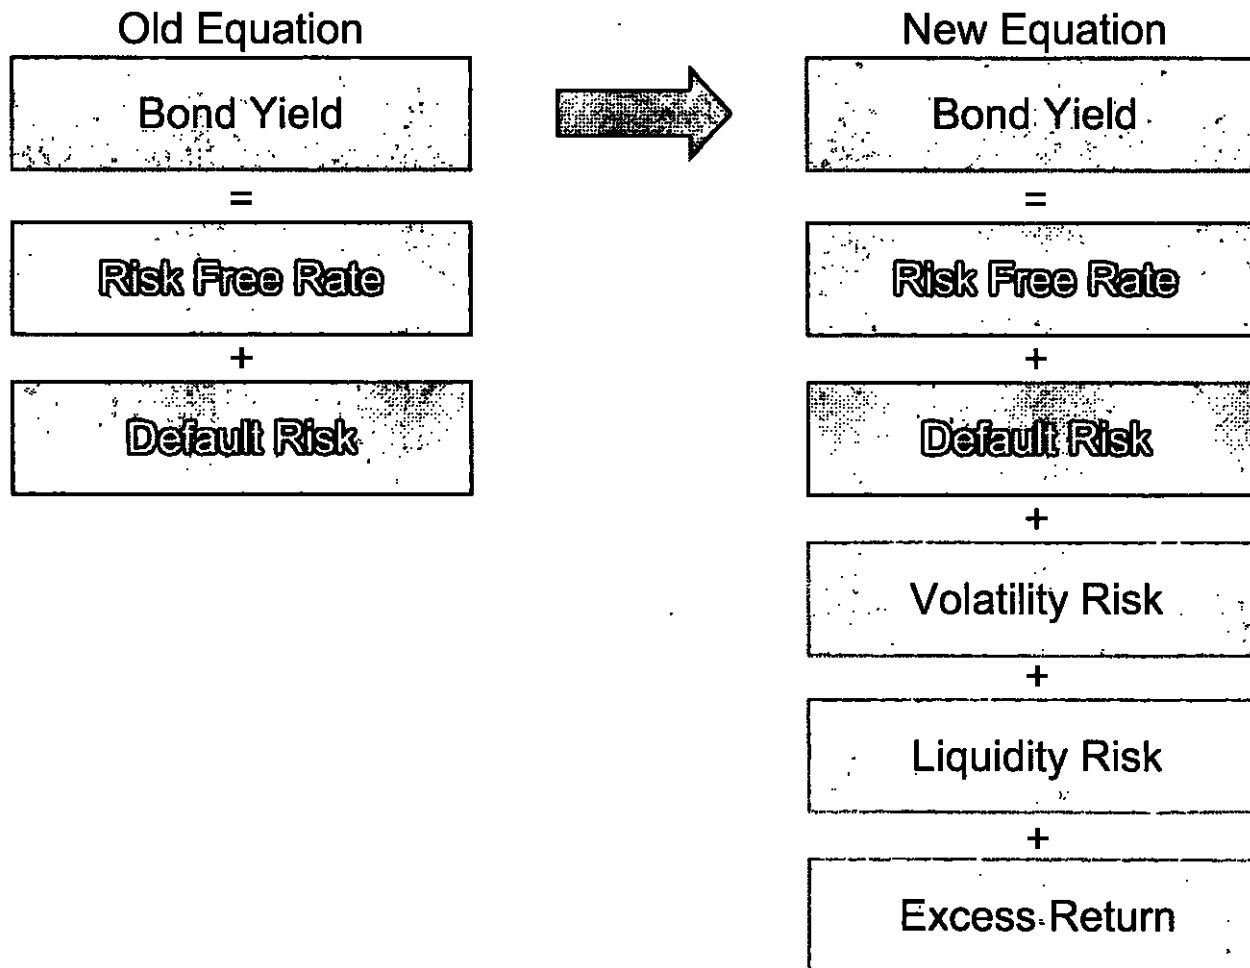 Old Equation
Bond Yield
=
Risk Free Rate
+
Default Risk
New Equation
Bond Yield
=
Risk Free Rate
+
Default Risk
+
Volatility Risk
+
Liquidity Risk
+
Excess Return